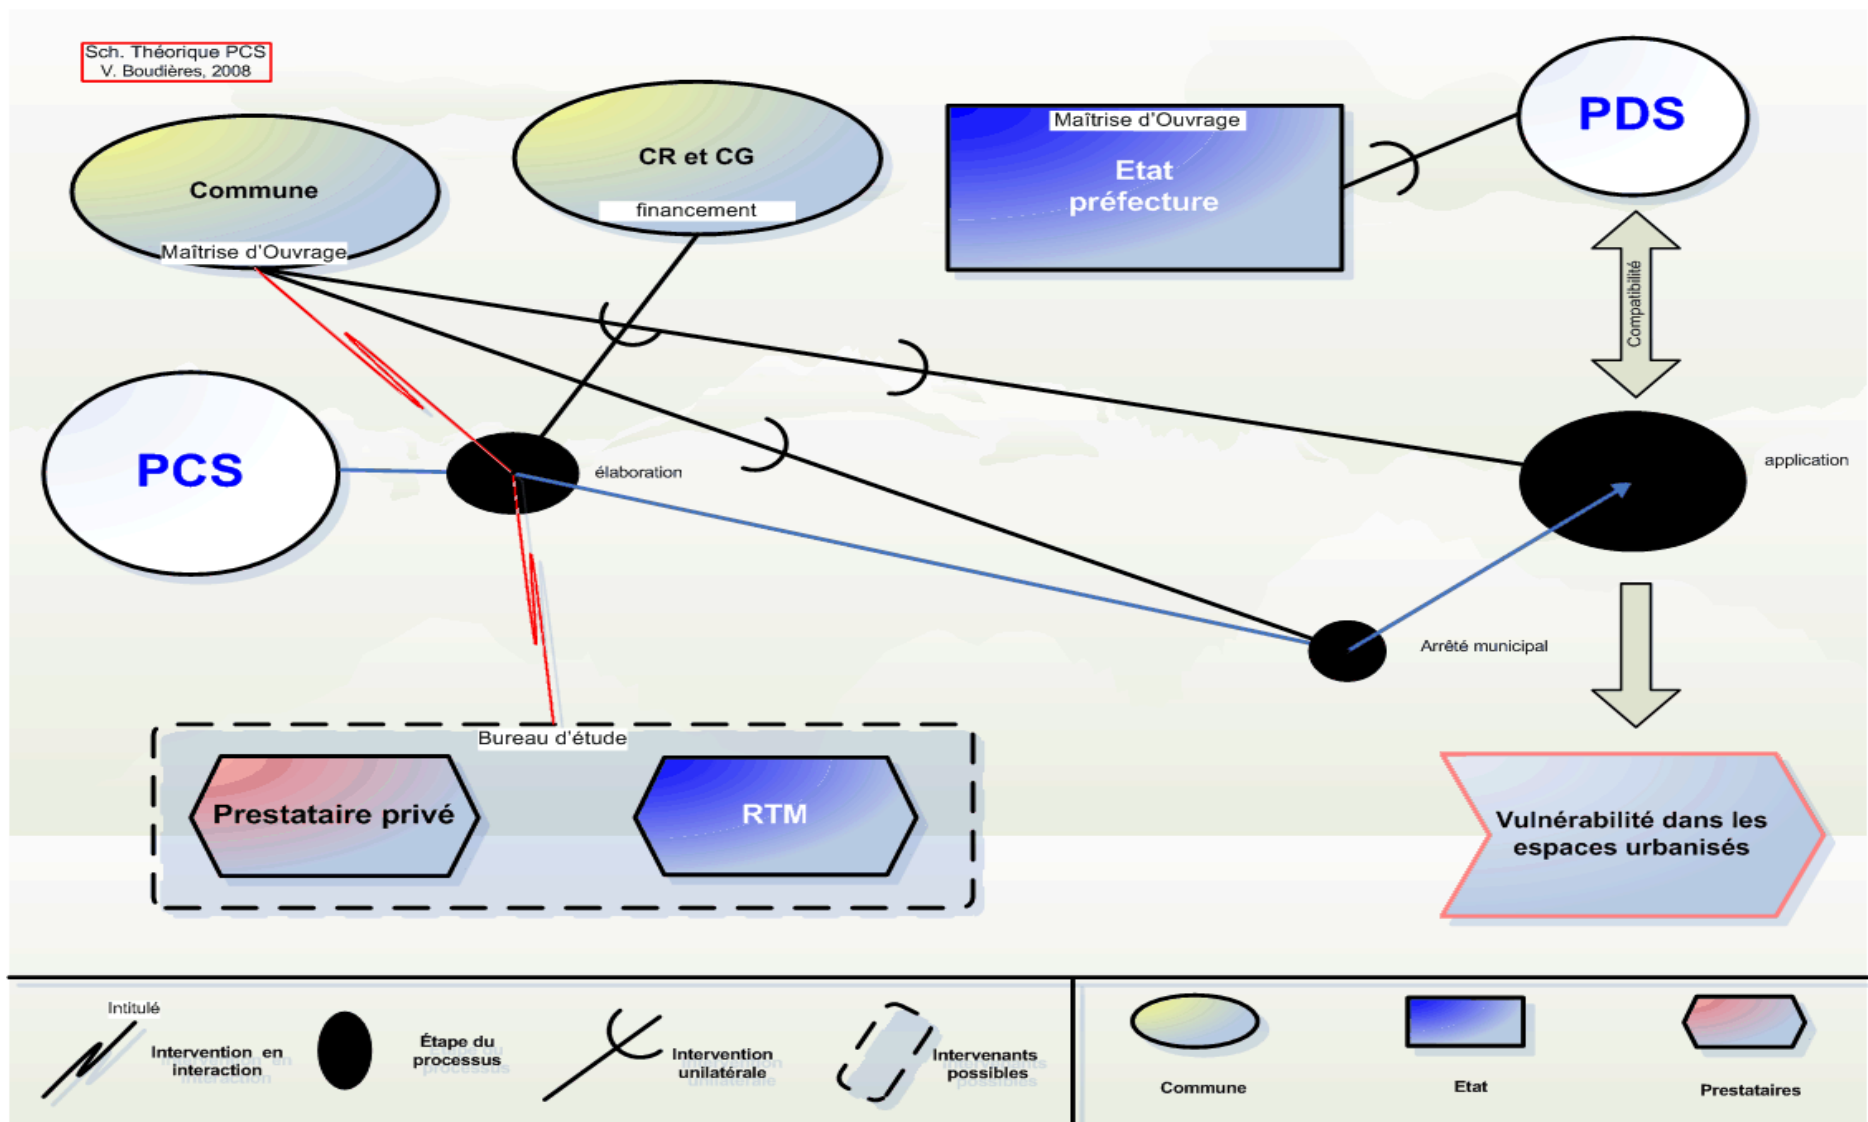 Sch. Théorique PCS
V. Boudières, 2008
Commune
Maîtrise d'Ouvrage
CR et CG
financement
Maîtrise d'Ouvrage
Etat
préfecture
PDS
Compatibilité
PCS
élaboration
application
Arrêté municipal
Bureau d'étude
Prestataire privé
RTM
Vulnérabilité dans les
espaces urbanisés
Intitulé
Intervention en
interaction
Étape du
processus
Intervention
unilatérale
Intervenants
possibles
Commune
Etat
Prestataires